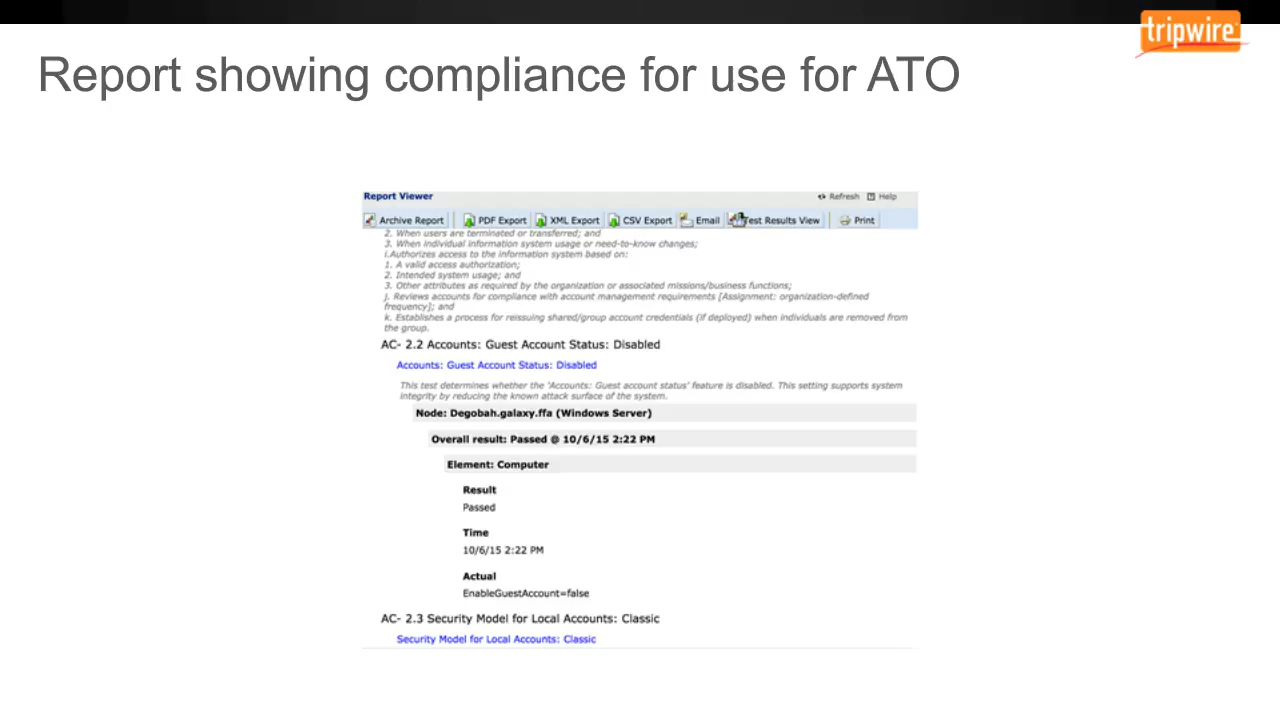 tripwire
Report showing compliance for use for ATO
Report Viewer
Refresh Help
Archive Report PDF Export XML Export CSV Export Email Test Results View Print
2. When users are terminated or transferred; and
3. When individual information system usage or need-to-know changes;
i.Authorizes access to the information system based on:
1. A valid access authorization;
2. Intended system usage; and
3. Other attributes as required by the organization or associated missions/business functions;
j. Reviews accounts for compliance with account management requirements [Assignment: organization-defined
frequency]; and
k. Establishes a process for reissuing shared/group account credentials (if deployed) when individuals are removed from
the group.
AC- 2.2 Accounts: Guest Account Status: Disabled
Accounts: Guest Account Status: Disabled
This test determines whether the 'Accounts: Guest account status' feature is disabled. This setting supports system
integrity by reducing the known attack surface of the system.
Node: Degobah.galaxy.ffa (Windows Server)
Overall result: Passed @ 10/6/15 2:22 PM
Element: Computer
Result
Passed
Time
10/6/15 2:22 PM
Actual
EnableGuestAccount=false
AC- 2.3 Security Model for Local Accounts: Classic
Security Model for Local Accounts: Classic